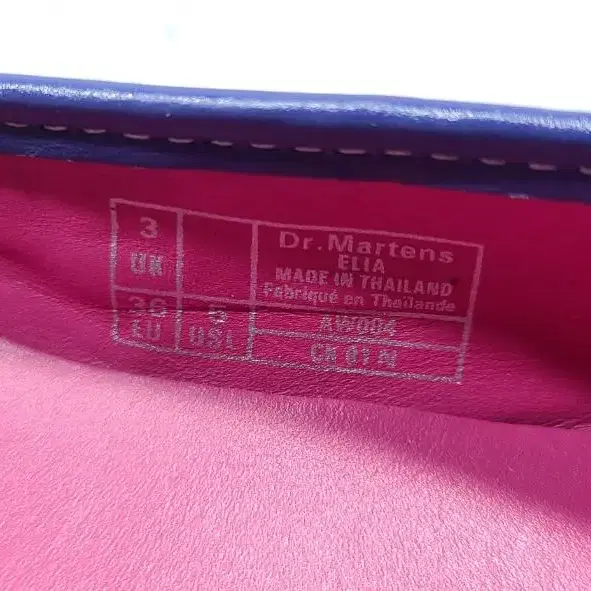 3
UK
36
EU
5
USL
Dr.Martens
ELIA
MADE IN THAILAND
Fabriqué en Thaïlande
AW004